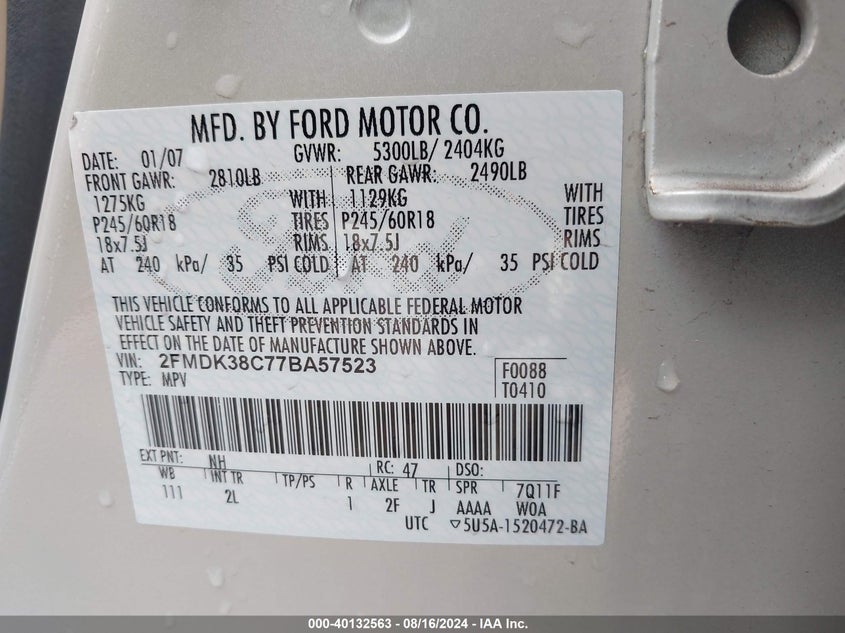 MFD. BY FORD MOTOR CO.
DATE: 01/07 GVWR: 5300LB/ 2404KG
FRONT GAWR: 2810LB REAR GAWR: 2490LB
1275KG WITH 1129KG WITH
P245/60R18 TIRES P245/60R18 TIRES
18x7.5J RIMS 18x7.5J RIMS
AT 240 kPa/ 35 PSI COLD AT 240 kPa/ 35 PSI COLD
Ford
THIS VEHICLE CONFORMS TO ALL APPLICABLE FEDERAL MOTOR
VEHICLE SAFETY AND THEFT PREVENTION STANDARDS IN
EFFECT ON THE DATE OF MANUFACTURE SHOWN ABOVE.
VIN: 2FMDK38C77BA57523 F0088
TYPE: MPV T0410
EXT PNT: NH RC: 47 DSO:
WB INT TR TP/PS R AXLE TR SPR 7Q11F
111 2L 1 2F J AAAA WOA
UTC ▽5U5A-1520472-BA
000-40132563 - 08/16/2024 - IAA Inc.